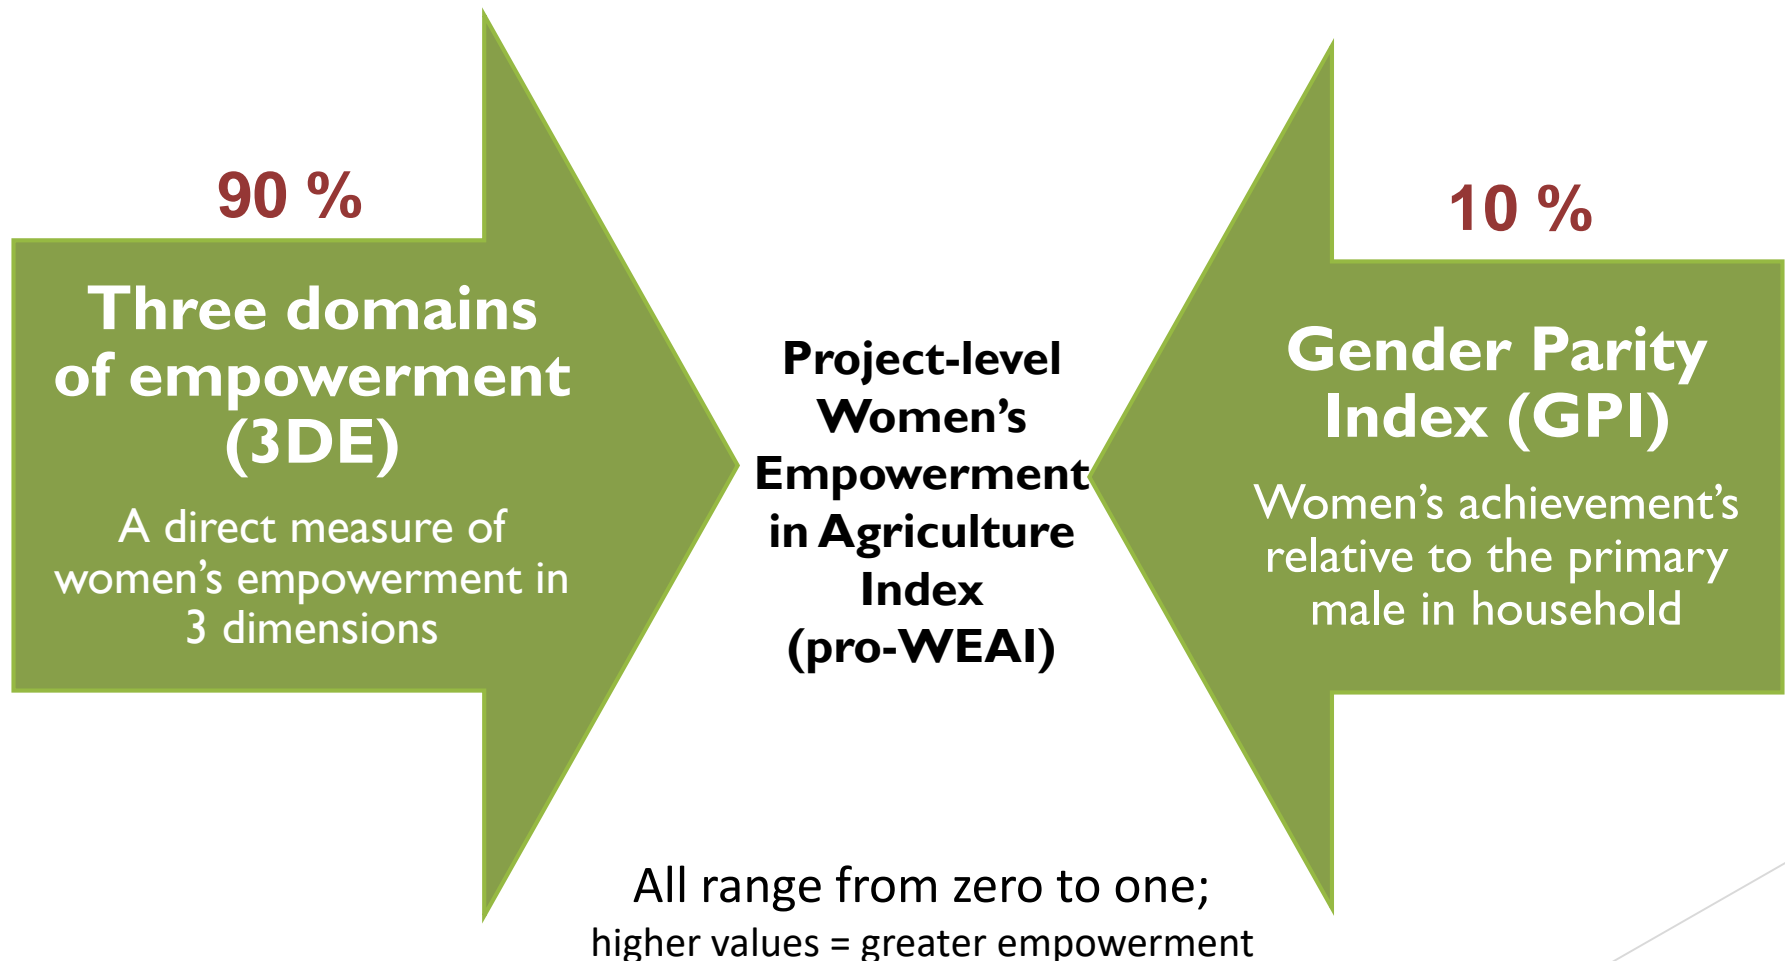 90 %
Three domains
of empowerment
(3DE)
A direct measure of
women’s empowerment in
3 dimensions
Project-level
Women’s
Empowerment
in Agriculture
Index
(pro-WEAI)
10 %
Gender Parity
Index (GPI)
Women’s achievement’s
relative to the primary
male in household
All range from zero to one;
higher values = greater empowerment